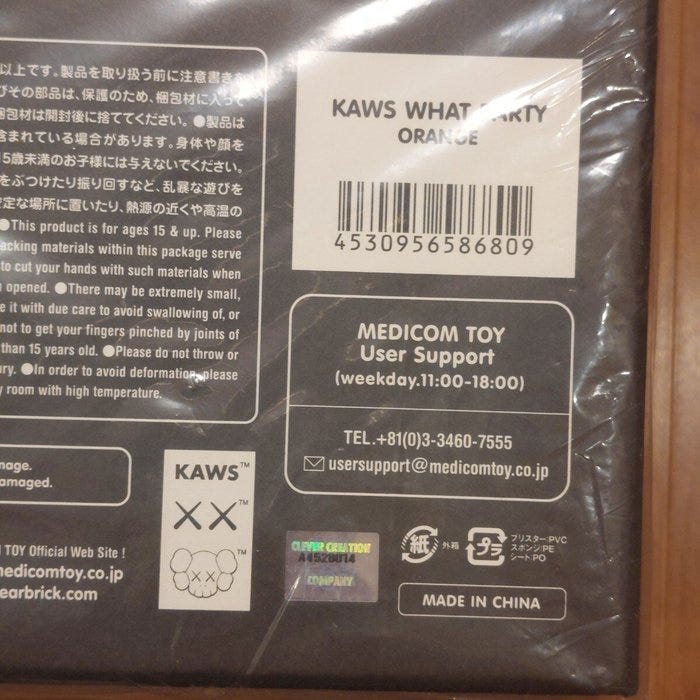 以上です。製品を取り扱う前に注意書きを
びその部品は、保護のため、梱包材に入って
梱包材は開封後に捨ててください。●製品は
含まれている場合があります。身体や顔を
15歳未満のお子様には与えないでください。
をぶつけたり振り回すなど、乱暴な遊びを
安定な場所に置いたり、熱源の近くや高温の
●This product is for ages 15 & up. Please
acking materials within this package serve
to cut your hands with such materials when
opened. ●There may be extremely small,
e it with due care to avoid swallowing of, or
not to get your fingers pinched by joints of
than 15 years old. ●Please do not throw or
ury. ●In order to avoid deformation, please
y room with high temperature.
nage.
amaged.
TOY Official Web Site !
medicomtoy.co.jp
earbrick.com
KAWS™
XX™
™
KAWS WHAT PARTY
ORANGE
4530956586809
MEDICOM TOY
User Support
(weekday.11:00-18:00)
TEL.+81(0)3-3460-7555
usersupport@medicomtoy.co.jp
CLEVER CREATION
A4528014
COMPANY
紙 外箱
プラ
ブリスター:PVC
スポンジ:PE
シート:PO
MADE IN CHINA